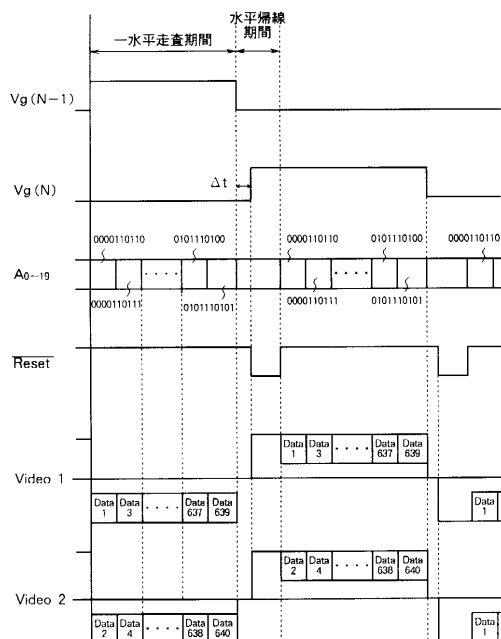 水平帰線
期間
一水平走査期間
Vg(N−1)
Vg(N)
Δt
0000110110 0101110100 0000110110 0101110100 0000110110
A0~19
・・・・ ・・・・
0000110111 0101110101 0000110111 0101110101
Reset
Data 1 Data 3 ・・・・ Data 637 Data 639
Video 1
Data 1 Data 3 ・・・・ Data 637 Data 639 Data 1
Data 2 Data 4 ・・・・ Data 638 Data 640
Video 2
Data 2 Data 4 ・・・・ Data 638 Data 640 Data 1